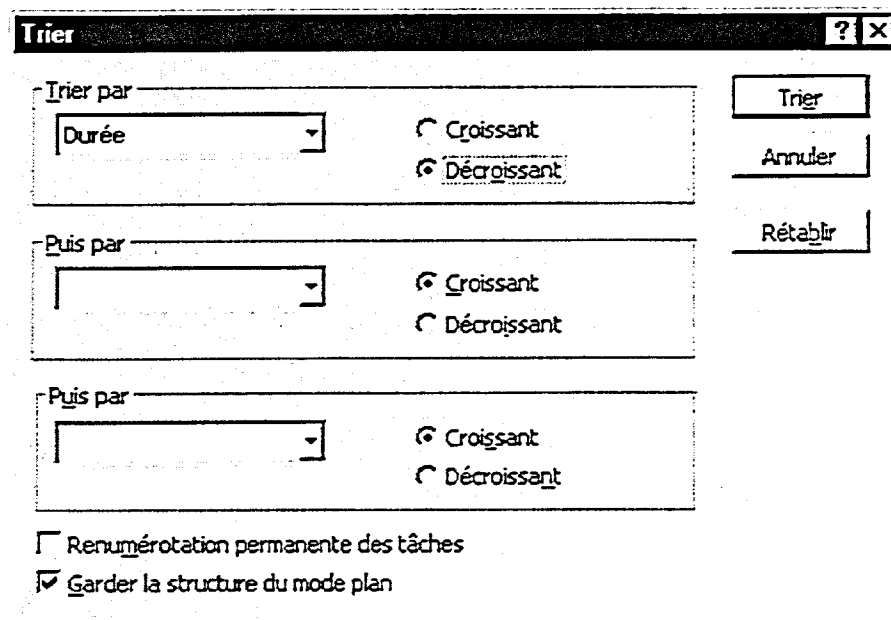 Trier
Trier par
Durée
Croissant
Décroissant
Trier
Annuler
Rétablir
Puis par
Croissant
Décroissant
Puis par
Croissant
Décroissant
Renumérotation permanente des tâches
Garder la structure du mode plan